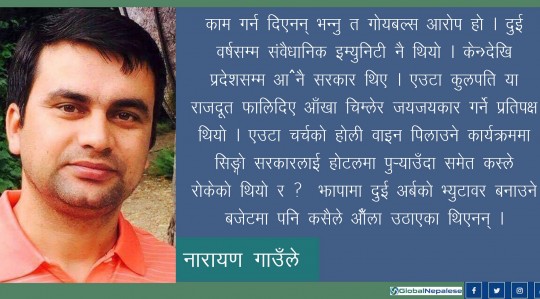 काम गर्न दिएनन् भन्नु त गोयबल्स आरोप हो । दुई
वर्षसम्म संवैधानिक इम्युनिटी नै थियो । केन्द्रदेखि
प्रदेशसम्म आˆनै सरकार थिए । एउटा कुलपति या
राजदूत फालिदिए आँखा चिम्लेर जयजयकार गर्ने प्रतिपक्ष
थियो । एउटा चर्चको होली वाइन पिलाउने कार्यक्रममा
सिङ्गो सरकारलाई होटलमा पुऱ्याउँदा समेत कस्ले
रोकेको थियो र ? झापामा दुई अर्बको भ्युटावर बनाउने
बजेटमा पनि कसैले औंला उठाएका थिएनन् ।
नारायण गाउँले
GlobalNepalese